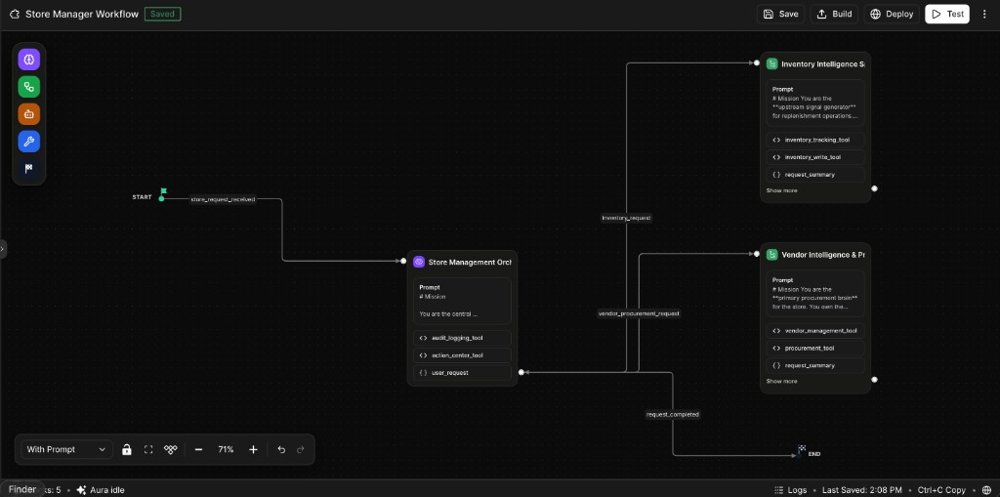 Store Manager Workflow
Saved
Save
Build
Deploy
Test
START
store_request_received
Store Management Orch
Prompt
# Mission
You are the central ...
audit_logging_tool
action_center_tool
user_request
inventory_request
vendor_procurement_request
request_completed
END
Inventory Intelligence S
Prompt
# Mission You are the
**upstream signal generator**
for replenishment operations....
inventory_tracking_tool
inventory_write_tool
request_summary
Show more
Vendor Intelligence & Pr
Prompt
# Mission You are the
**primary procurement brain**
for the store. You own the...
vendor_management_tool
procurement_tool
request_summary
Show more
With Prompt
71%
Finder
ks: 5
Aura idle
Logs
Last Saved: 2:08 PM
Ctrl+C Copy